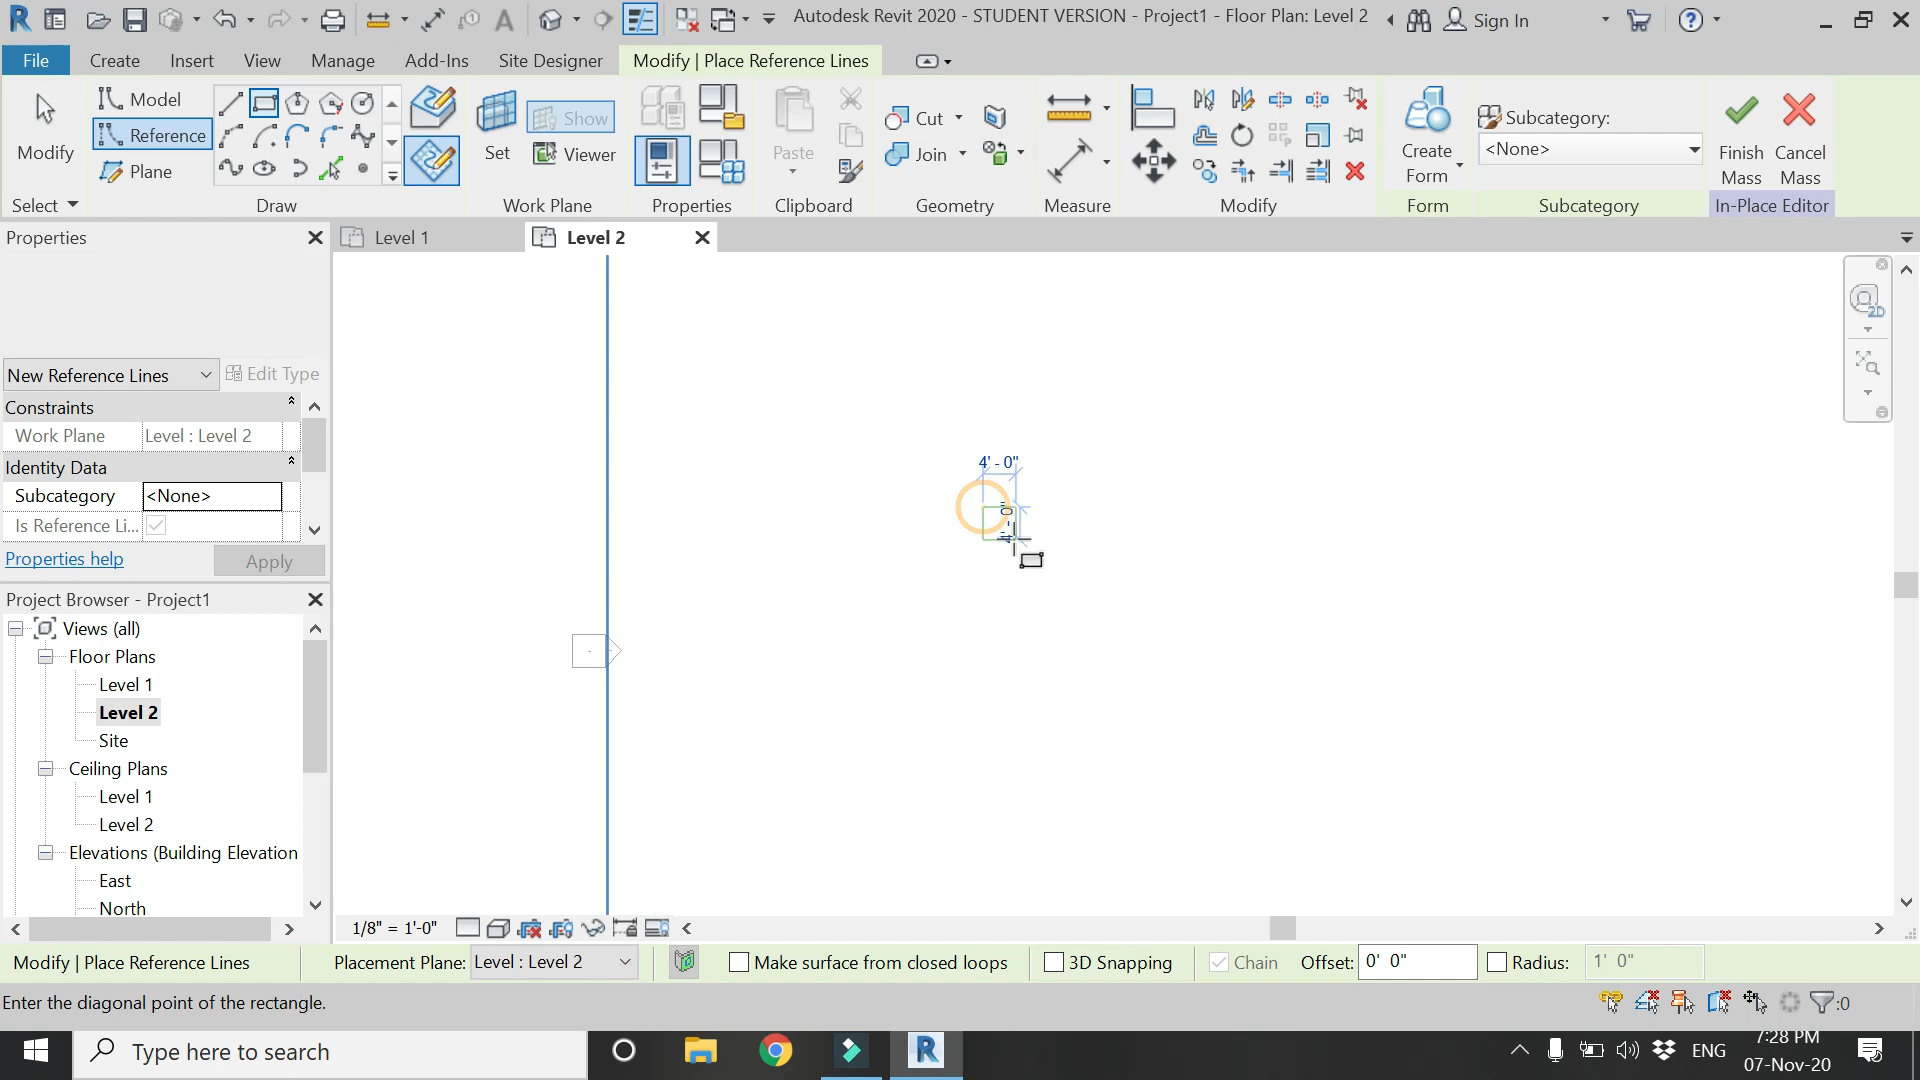 Autodesk Revit 2020 - STUDENT VERSION - Project1 - Floor Plan: Level 2
Sign In
File
Create
Insert
View
Manage
Add-Ins
Site Designer
Modify | Place Reference Lines
Modify
Model
Reference
Plane
Set
Show
Viewer
Paste
Cut
Join
Create
Form
Subcategory:
<None>
Finish
Mass
Cancel
Mass
Select
Draw
Work Plane
Properties
Clipboard
Geometry
Measure
Modify
Form
Subcategory
In-Place Editor
Properties
Level 1
Level 2
New Reference Lines
Edit Type
Constraints
Work Plane
Level : Level 2
Identity Data
Subcategory
<None>
Is Reference Li...
Properties help
Apply
4' - 0"
2D
Project Browser - Project1
Views (all)
Floor Plans
Level 1
Level 2
Site
Ceiling Plans
Level 1
Level 2
Elevations (Building Elevation
East
North
1/8" = 1'-0"
Modify | Place Reference Lines
Placement Plane:
Level : Level 2
Make surface from closed loops
3D Snapping
Chain
Offset:
0' 0"
Radius:
1' 0"
Enter the diagonal point of the rectangle.
:0
Type here to search
ENG
7:28 PM
07-Nov-20